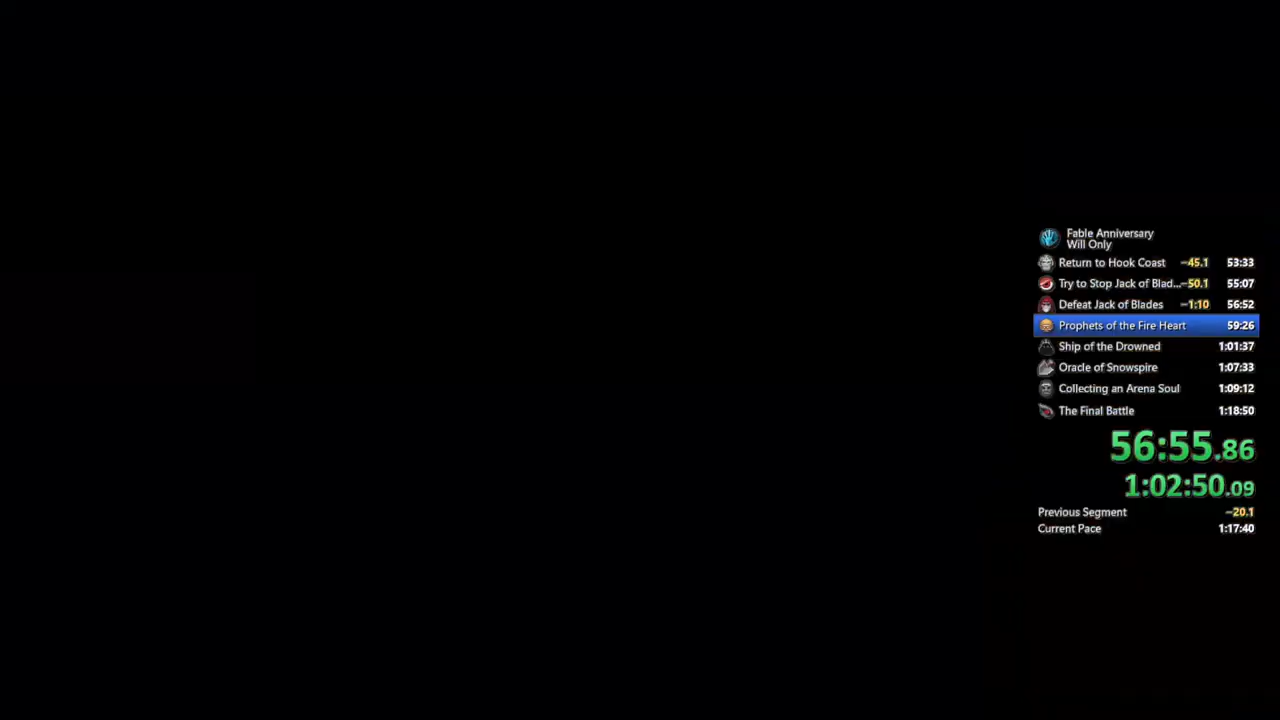 Fable Anniversary
Will Only
Return to Hook Coast −45.1 53:33
Try to Stop Jack of Blad... −50.1 55:07
Defeat Jack of Blades −1:10 56:52
Prophets of the Fire Heart 59:26
Ship of the Drowned 1:01:37
Oracle of Snowspire 1:07:33
Collecting an Arena Soul 1:09:12
The Final Battle 1:18:50
56:55.86
1:02:50.09
Previous Segment −20.1
Current Pace 1:17:40